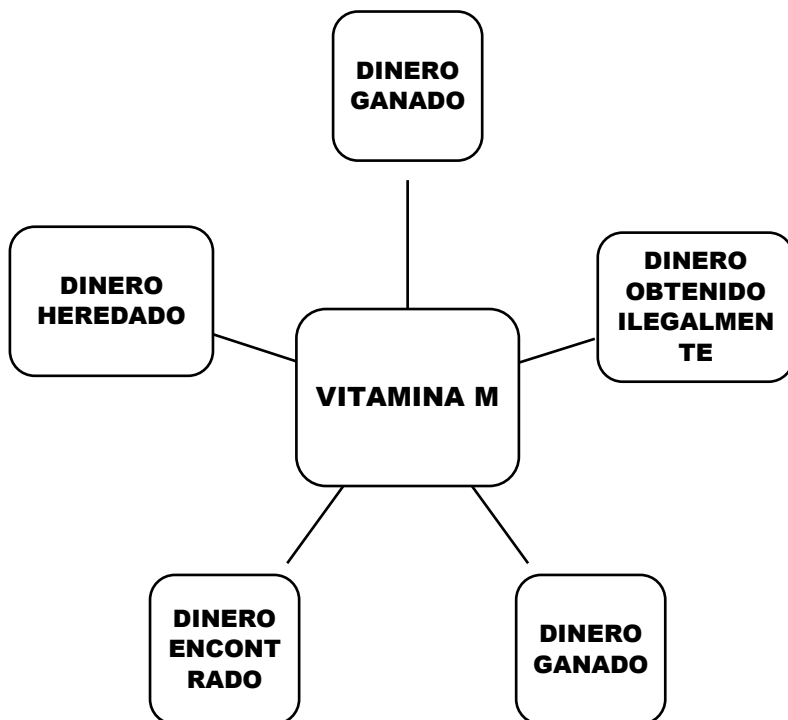 DINERO
GANADO
DINERO
HEREDADO
DINERO
OBTENIDO
ILEGALMEN
TE
VITAMINA M
DINERO
ENCONT
RADO
DINERO
GANADO